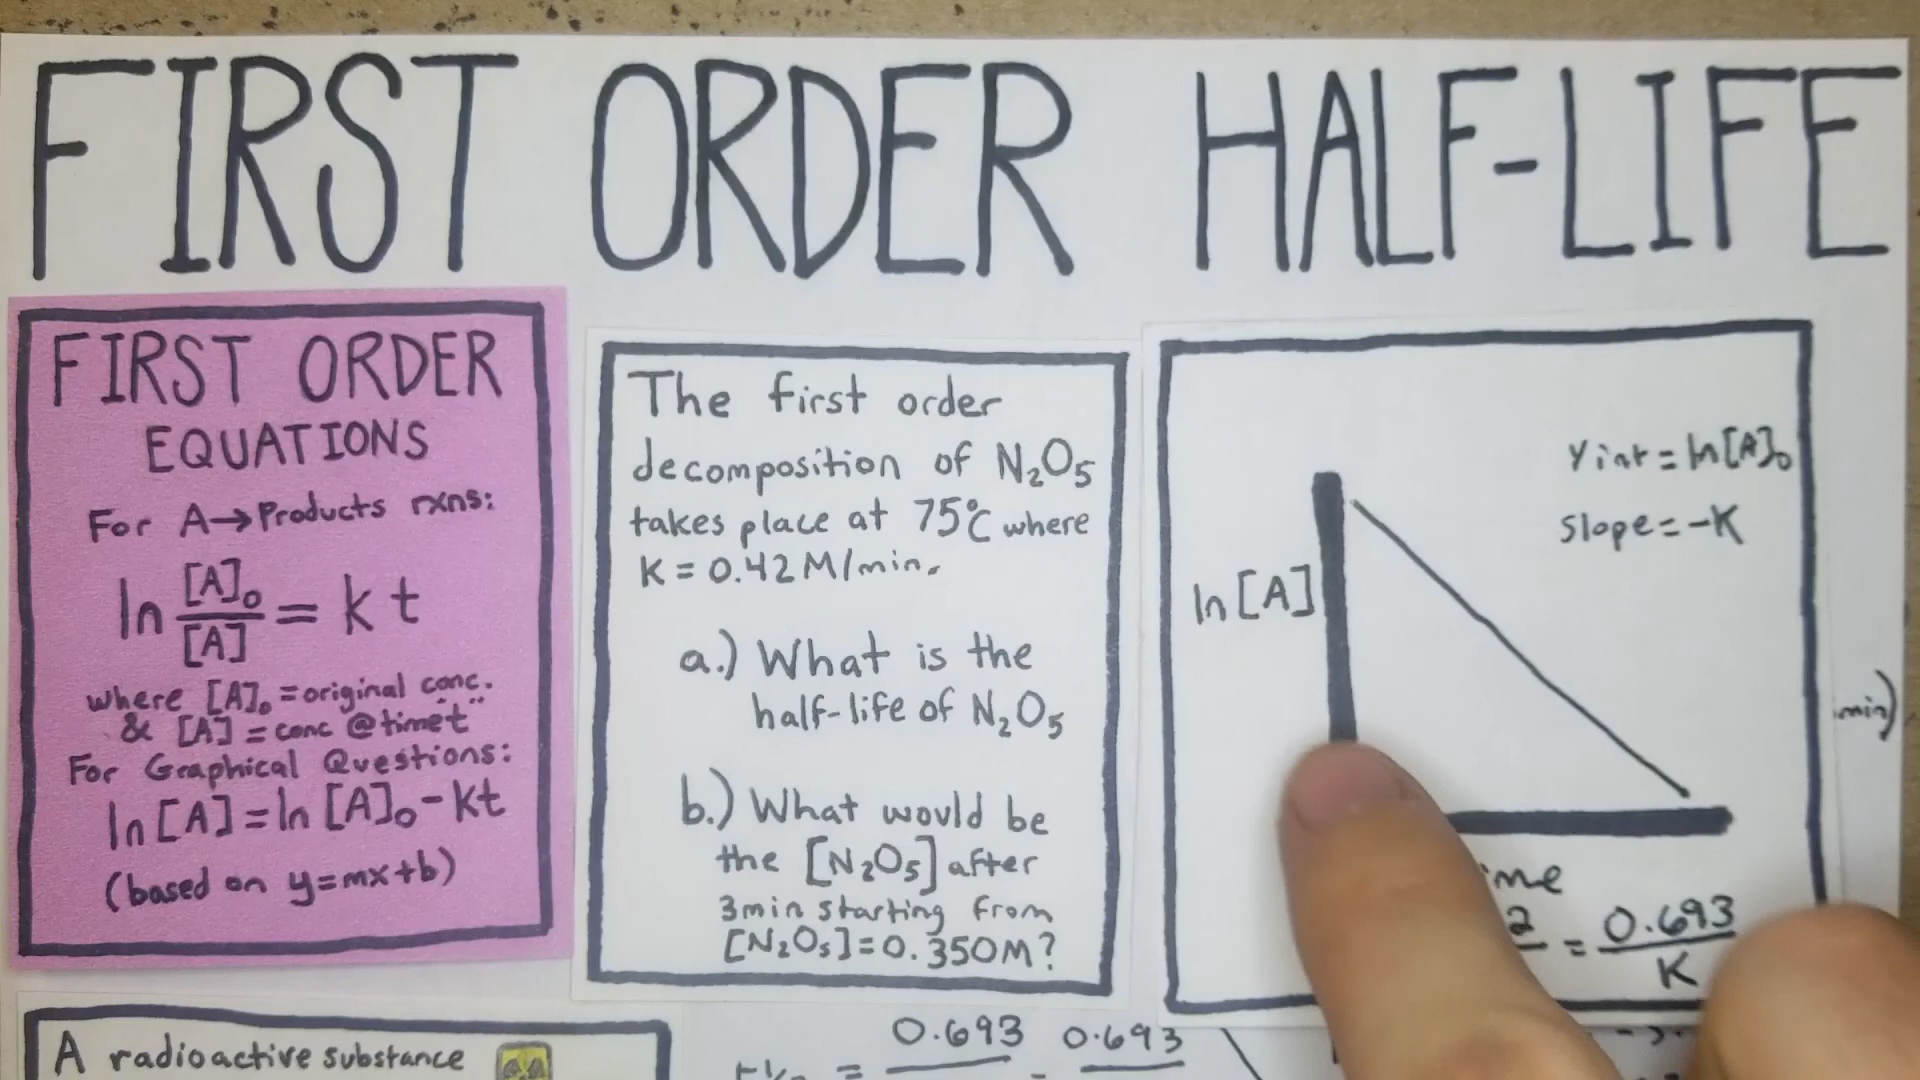 FIRST ORDER HALF-LIFE
FIRST ORDER
EQUATIONS
For A→Products rxns:
ln [A]₀/[A] = kt
where [A]₀ = original conc.
& [A] = conc @ time "t"
For Graphical Questions:
ln [A] = ln [A]₀ - kt
(based on y=mx+b)
The first order
decomposition of N₂O₅
takes place at 75°C where
K = 0.42 M/min.
a.) What is the
half-life of N₂O₅
b.) What would be
the [N₂O₅] after
3min starting from
[N₂O₅]=0.350M?
Yint = ln[A]₀
Slope = -K
ln [A]
me
2 = 0.693/K
min)
A radioactive substance
0.693 0.693
=